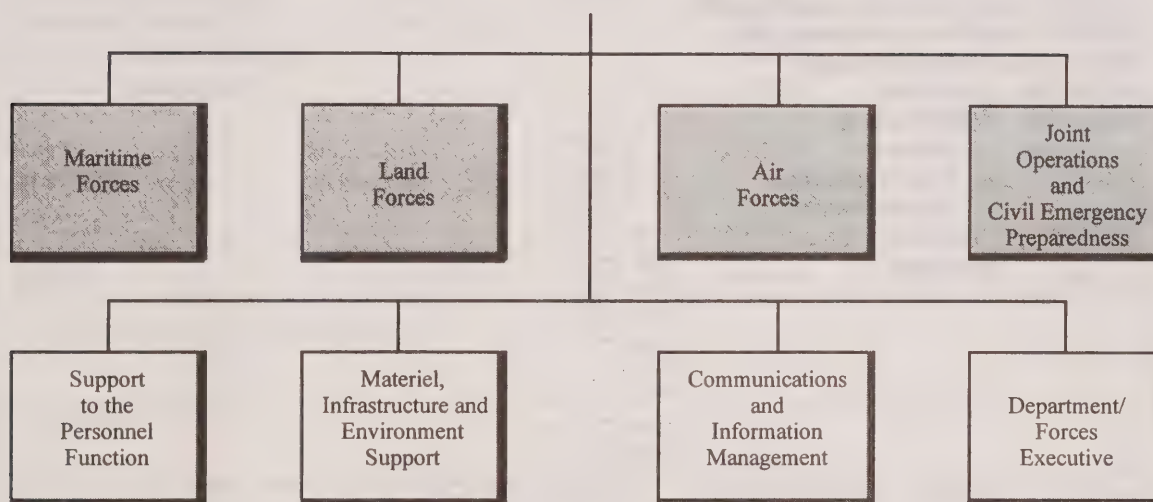 Maritime
Forces
Land
Forces
Air
Forces
Joint
Operations
and
Civil Emergency
Preparedness
Support
to the
Personnel
Function
Materiel,
Infrastructure and
Environment
Support
Communications
and
Information
Management
Department/
Forces
Executive